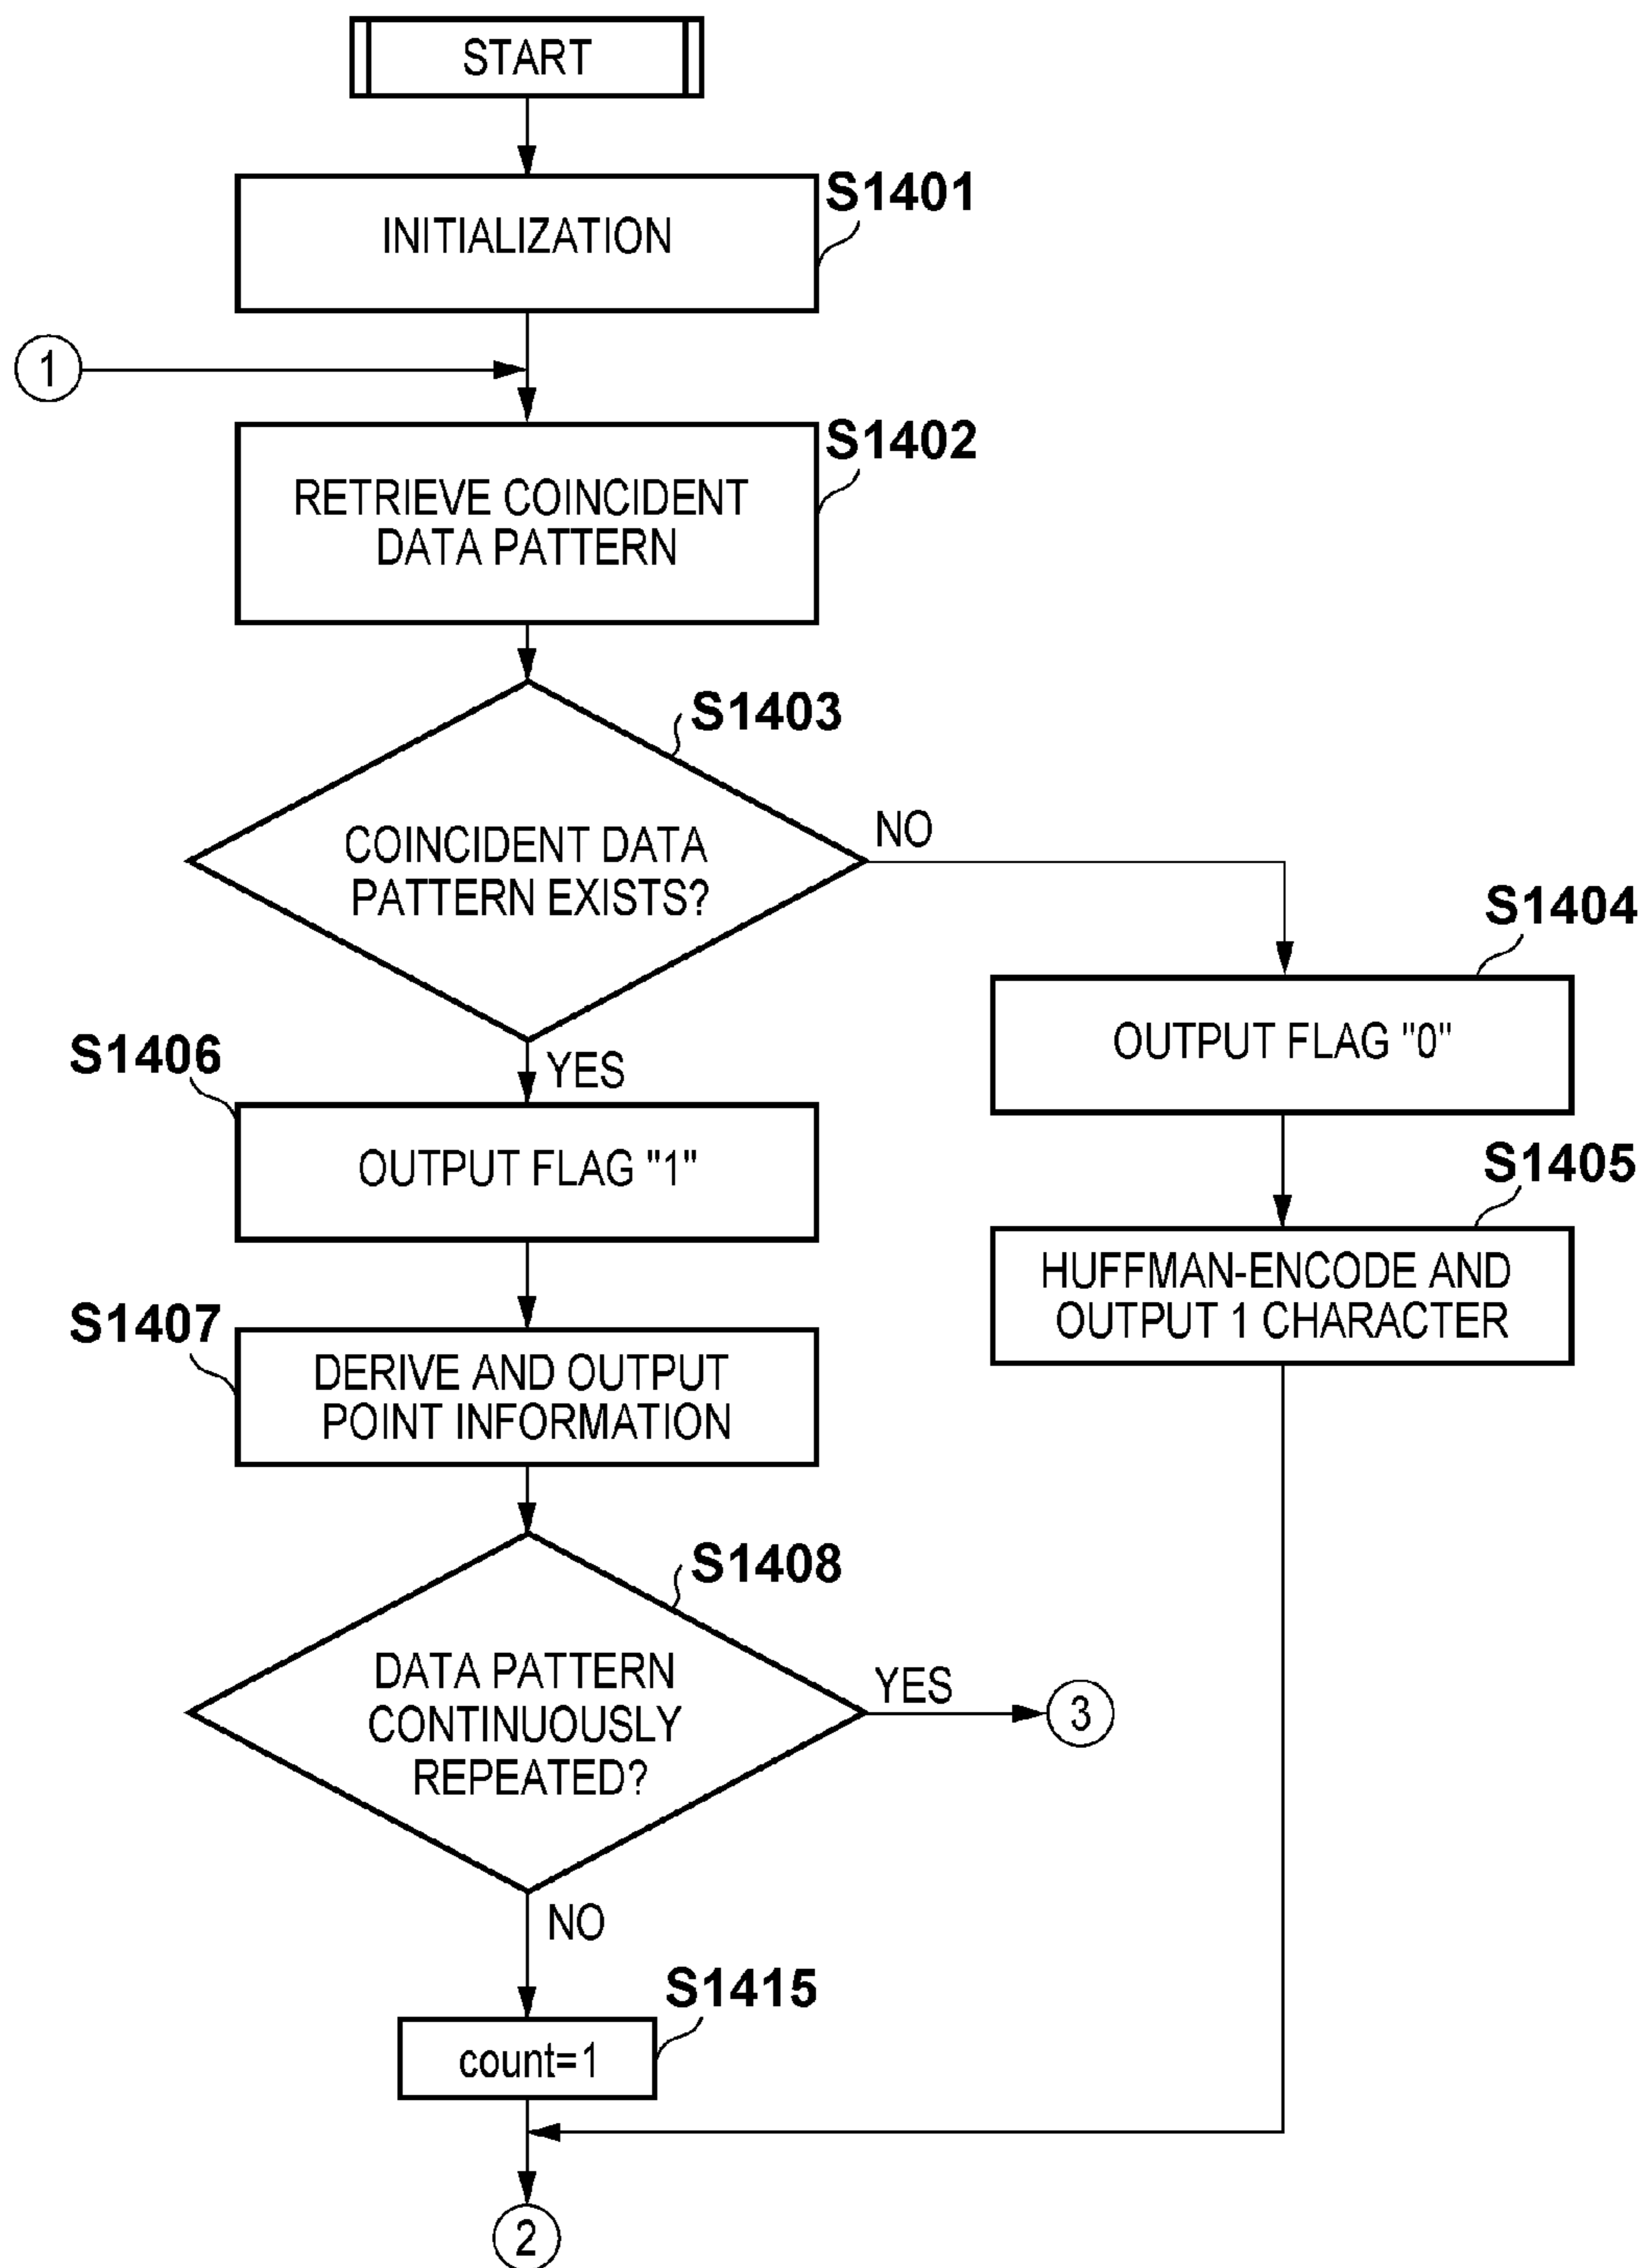 START
S1401
INITIALIZATION
1
S1402
RETRIEVE COINCIDENT
DATA PATTERN
S1403
COINCIDENT DATA
PATTERN EXISTS?
NO
S1404
OUTPUT FLAG "0"
S1406
YES
OUTPUT FLAG "1"
S1405
HUFFMAN-ENCODE AND
OUTPUT 1 CHARACTER
S1407
DERIVE AND OUTPUT
POINT INFORMATION
S1408
DATA PATTERN
CONTINUOUSLY
REPEATED?
YES
3
NO
S1415
count=1
2